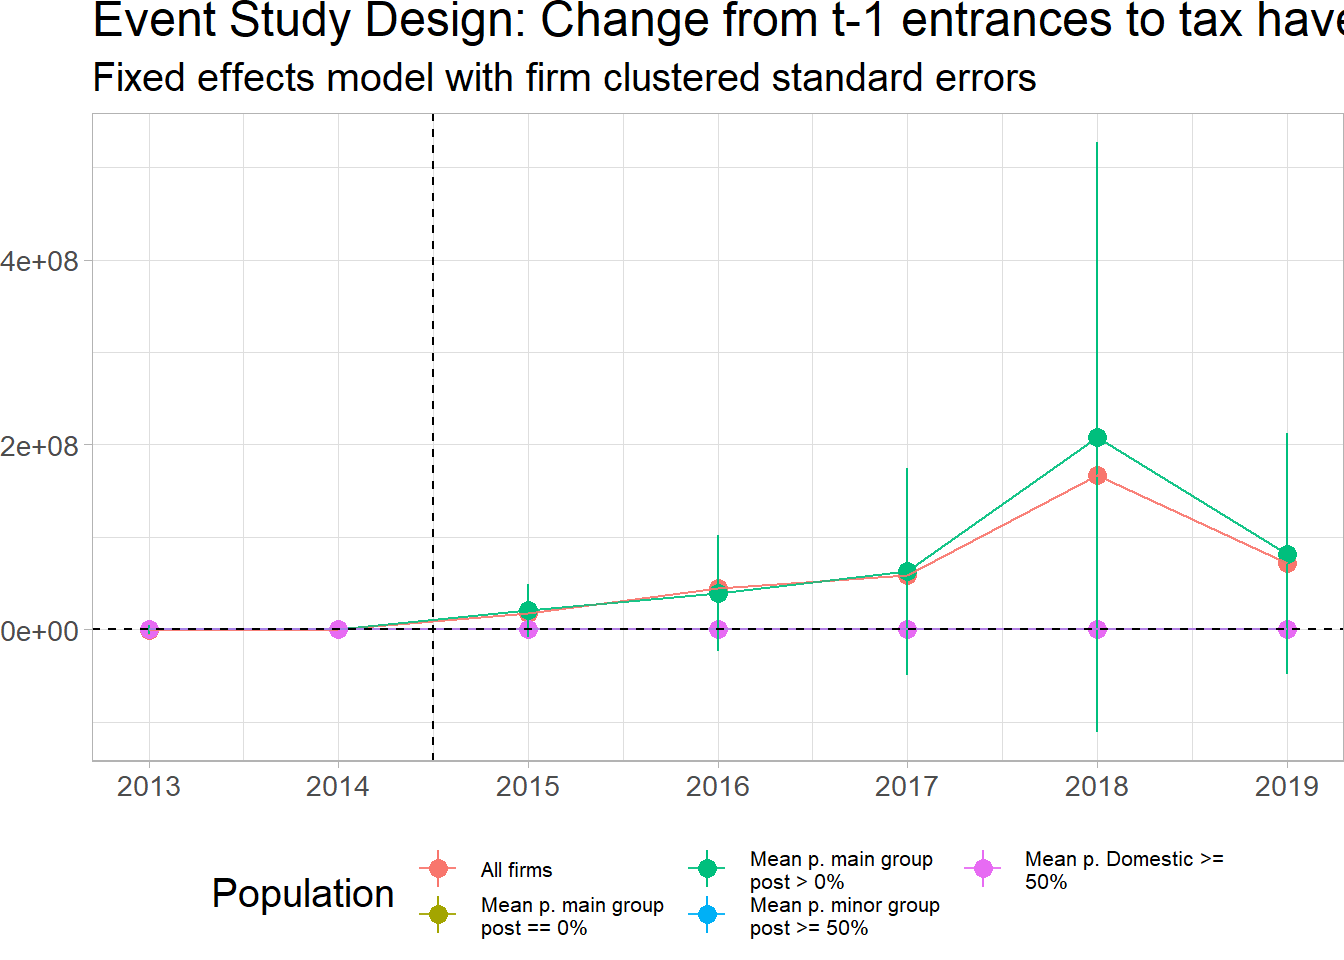 Event Study Design: Change from t-1 entrances to tax have
Fixed effects model with firm clustered standard errors
4e+08
2e+08
0e+00
2013 2014 2015 2016 2017 2018 2019
Population
All firms
Mean p. main group
post == 0%
Mean p. main group
post > 0%
Mean p. minor group
post >= 50%
Mean p. Domestic >=
50%